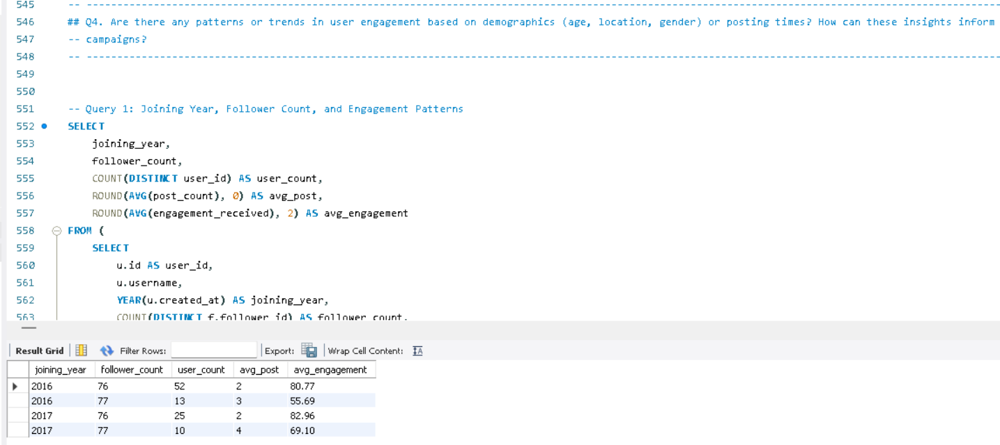 545 -- ----------------------------------------------------------------------------------------------------
546 ## Q4. Are there any patterns or trends in user engagement based on demographics (age, location, gender) or posting times? How can these insights inform
547 -- campaigns?
548 -- ----------------------------------------------------------------------------------------------------
549
550
551 -- Query 1: Joining Year, Follower Count, and Engagement Patterns
552 SELECT
553 joining_year,
554 follower_count,
555 COUNT(DISTINCT user_id) AS user_count,
556 ROUND(AVG(post_count), 0) AS avg_post,
557 ROUND(AVG(engagement_received), 2) AS avg_engagement
558 FROM (
559 SELECT
560 u.id AS user_id,
561 u.username,
562 YEAR(u.created_at) AS joining_year,
563 COUNT(DISTINCT f.follower_id) AS follower_count,
Result Grid Filter Rows: Export: Wrap Cell Content:
joining_year follower_count user_count avg_post avg_engagement
2016 76 52 2 80.77
2016 77 13 3 55.69
2017 76 25 2 82.96
2017 77 10 4 69.10